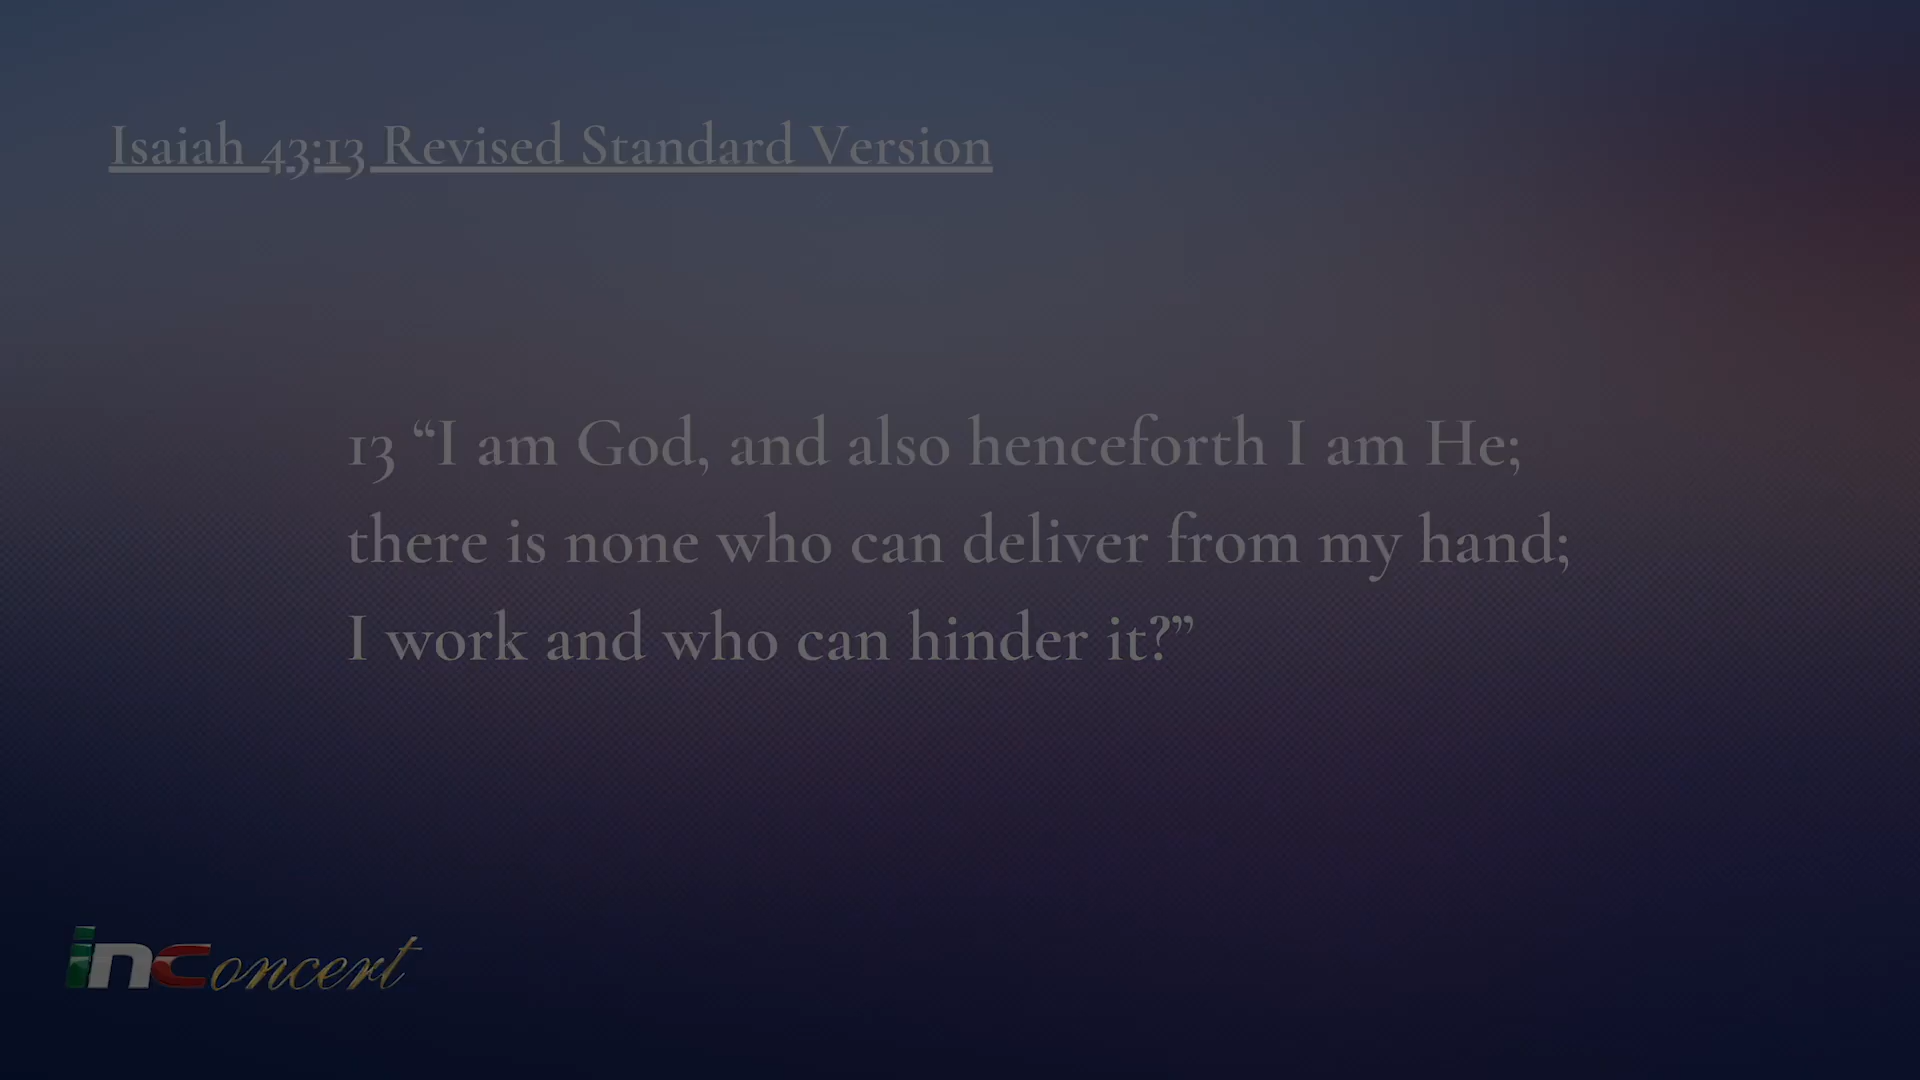 Isaiah 43:13 Revised Standard Version
13 “I am God, and also henceforth I am He;
there is none who can deliver from my hand;
I work and who can hinder it?”
inConcert